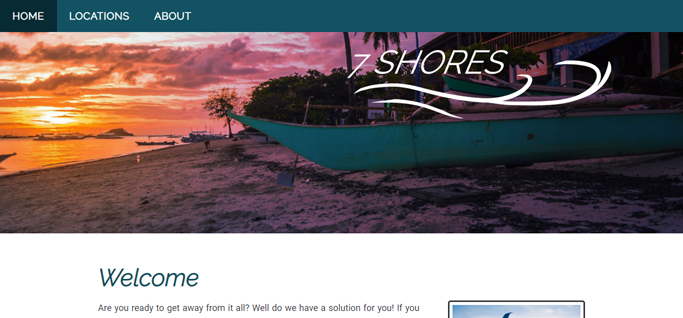 HOME LOCATIONS ABOUT
7 SHORES
Welcome
Are you ready to get away from it all? Well do we have a solution for you! If you